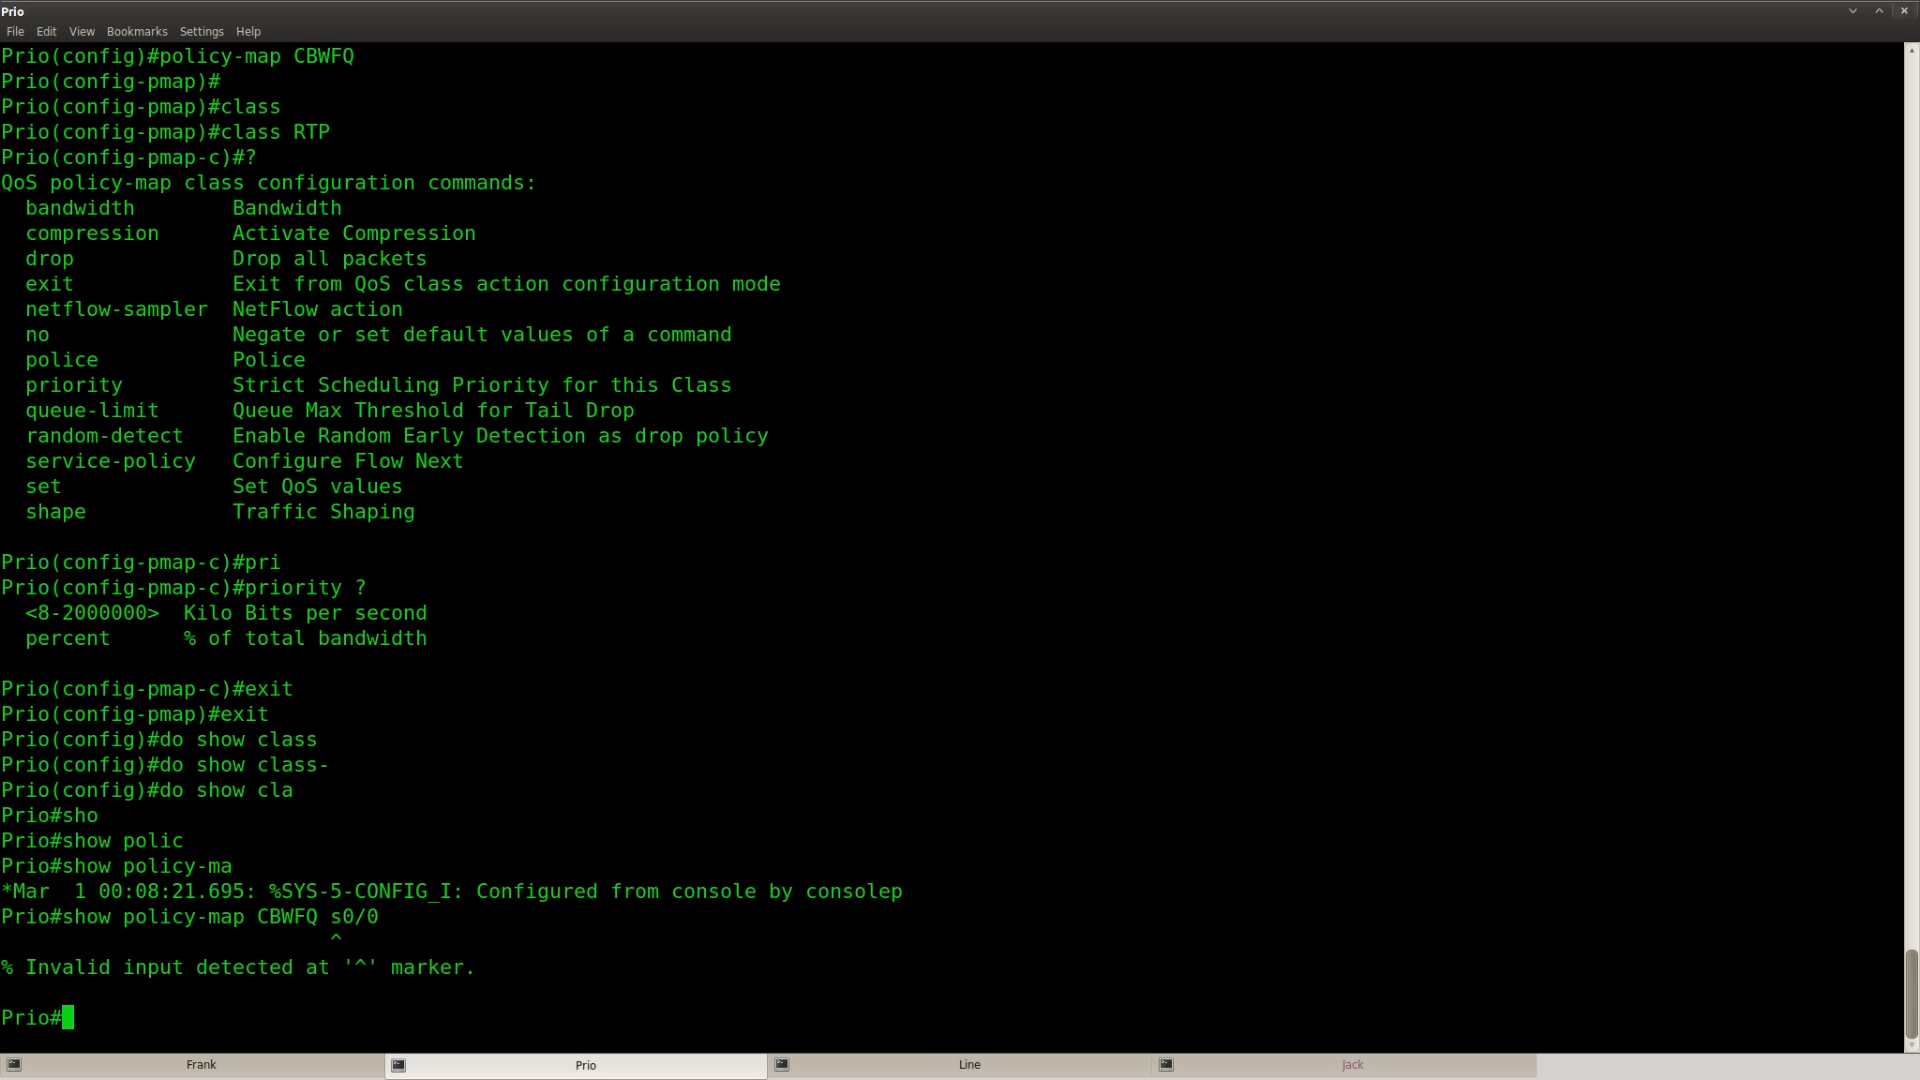 Prio
File Edit View Bookmarks Settings Help
Prio(config)#policy-map CBWFQ
Prio(config-pmap)#
Prio(config-pmap)#class
Prio(config-pmap)#class RTP
Prio(config-pmap-c)#?
QoS policy-map class configuration commands:
  bandwidth        Bandwidth
  compression      Activate Compression
  drop             Drop all packets
  exit             Exit from QoS class action configuration mode
  netflow-sampler  NetFlow action
  no               Negate or set default values of a command
  police           Police
  priority         Strict Scheduling Priority for this Class
  queue-limit      Queue Max Threshold for Tail Drop
  random-detect    Enable Random Early Detection as drop policy
  service-policy   Configure Flow Next
  set              Set QoS values
  shape            Traffic Shaping
Prio(config-pmap-c)#pri
Prio(config-pmap-c)#priority ?
  <8-2000000>  Kilo Bits per second
  percent      % of total bandwidth
Prio(config-pmap-c)#exit
Prio(config-pmap)#exit
Prio(config)#do show class
Prio(config)#do show class-
Prio(config)#do show cla
Prio#sho
Prio#show polic
Prio#show policy-ma
*Mar  1 00:08:21.695: %SYS-5-CONFIG_I: Configured from console by consolep
Prio#show policy-map CBWFQ s0/0
                           ^
% Invalid input detected at '^' marker.
Prio#
Frank Prio Line Jack